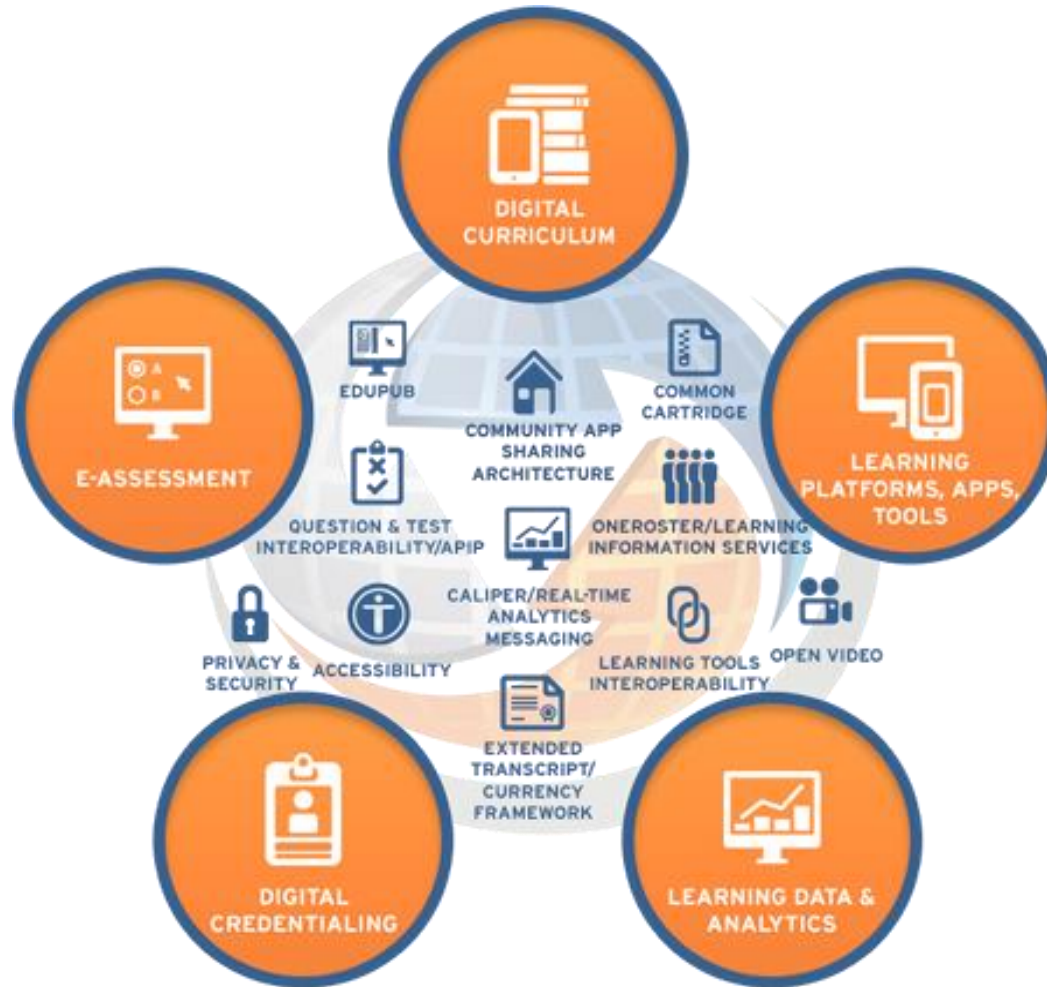 DIGITAL
CURRICULUM
EDUPUB
COMMUNITY APP
SHARING
ARCHITECTURE
COMMON
CARTRIDGE
A
B
E-ASSESSMENT
LEARNING
PLATFORMS, APPS,
TOOLS
QUESTION & TEST
INTEROPERABILITY/APIP
ONEROSTER/LEARNING
INFORMATION SERVICES
CALIPER/REAL-TIME
ANALYTICS
MESSAGING
PRIVACY &
SECURITY
ACCESSIBILITY
LEARNING TOOLS
INTEROPERABILITY
OPEN VIDEO
EXTENDED
TRANSCRIPT/
CURRENCY
FRAMEWORK
DIGITAL
CREDENTIALING
LEARNING DATA &
ANALYTICS